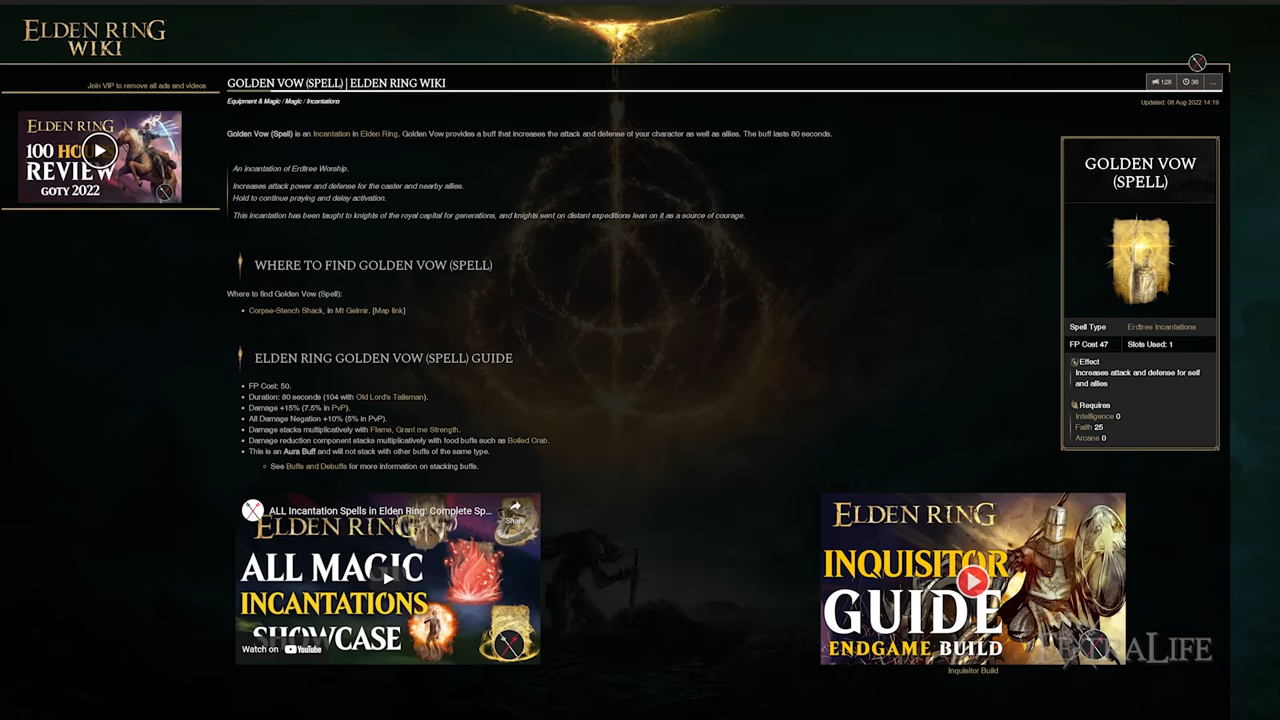 ELDEN RING
WIKI
Join VIP to remove all ads and videos
ELDEN RING
100 HOU
REVIEW
GOTY 2022
GOLDEN VOW (SPELL) | ELDEN RING WIKI
128
36
...
Equipment & Magic / Magic / Incantations
Updated: 08 Aug 2022 14:19
Golden Vow (Spell) is an Incantation in Elden Ring. Golden Vow provides a buff that increases the attack and defense of your character as well as allies. The buff lasts 80 seconds.
An incantation of Erdtree Worship.
Increases attack power and defense for the caster and nearby allies.
Hold to continue praying and delay activation.
This incantation has been taught to knights of the royal capital for generations, and knights sent on distant expeditions lean on it as a source of courage.
WHERE TO FIND GOLDEN VOW (SPELL)
Where to find Golden Vow (Spell):
• Corpse-Stench Shack, in Mt Gelmir. [Map link]
ELDEN RING GOLDEN VOW (SPELL) GUIDE
• FP Cost: 50.
• Duration: 80 seconds (104 with Old Lord's Talisman).
• Damage +15% (7.5% in PvP).
• All Damage Negation +10% (5% in PvP).
• Damage stacks multiplicatively with Flame, Grant me Strength.
• Damage reduction component stacks multiplicatively with food buffs such as Boiled Crab.
• This is an Aura Buff and will not stack with other buffs of the same type.
○ See Buffs and Debuffs for more information on stacking buffs.
GOLDEN VOW
(SPELL)
Spell Type Erdtree Incantations
FP Cost 47 Slots Used: 1
Effect
Increases attack and defense for self
and allies
Requires
Intelligence 0
Faith 25
Arcane 0
ALL Incantation Spells in Elden Ring: Complete Sp...
Share
ELDEN RING
ALL MAGIC
INCANTATIONS
SHOWCASE
Watch on YouTube
ELDEN RING
INQUISITOR
GUIDE
ENDGAME BUILD
FEXTRALIFE
Inquisitor Build